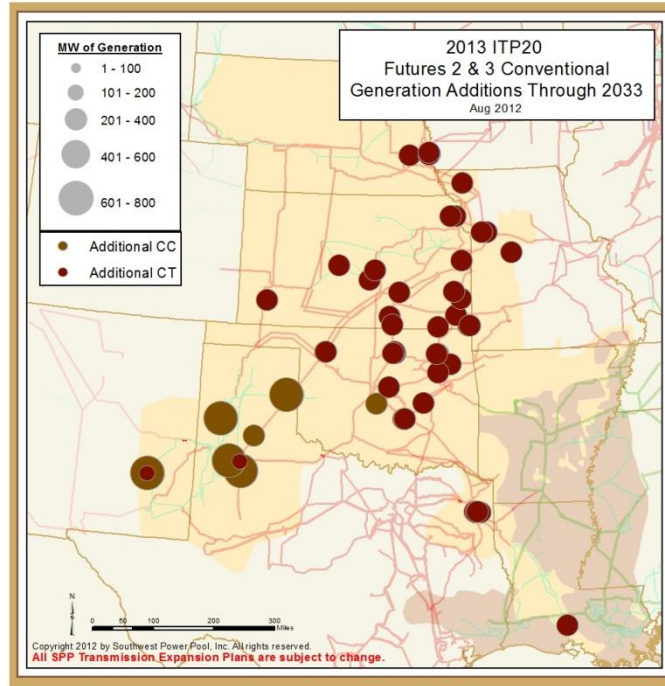 MW of Generation
1 - 100
101 - 200
201 - 400
401 - 600
601 - 800
Additional CC
Additional CT
2013 ITP20
Futures 2 & 3 Conventional
Generation Additions Through 2033
Aug 2012
N
0 50 100 200 300
Miles
Copyright 2012 by Southwest Power Pool, Inc. All rights reserved.
All SPP Transmission Expansion Plans are subject to change.